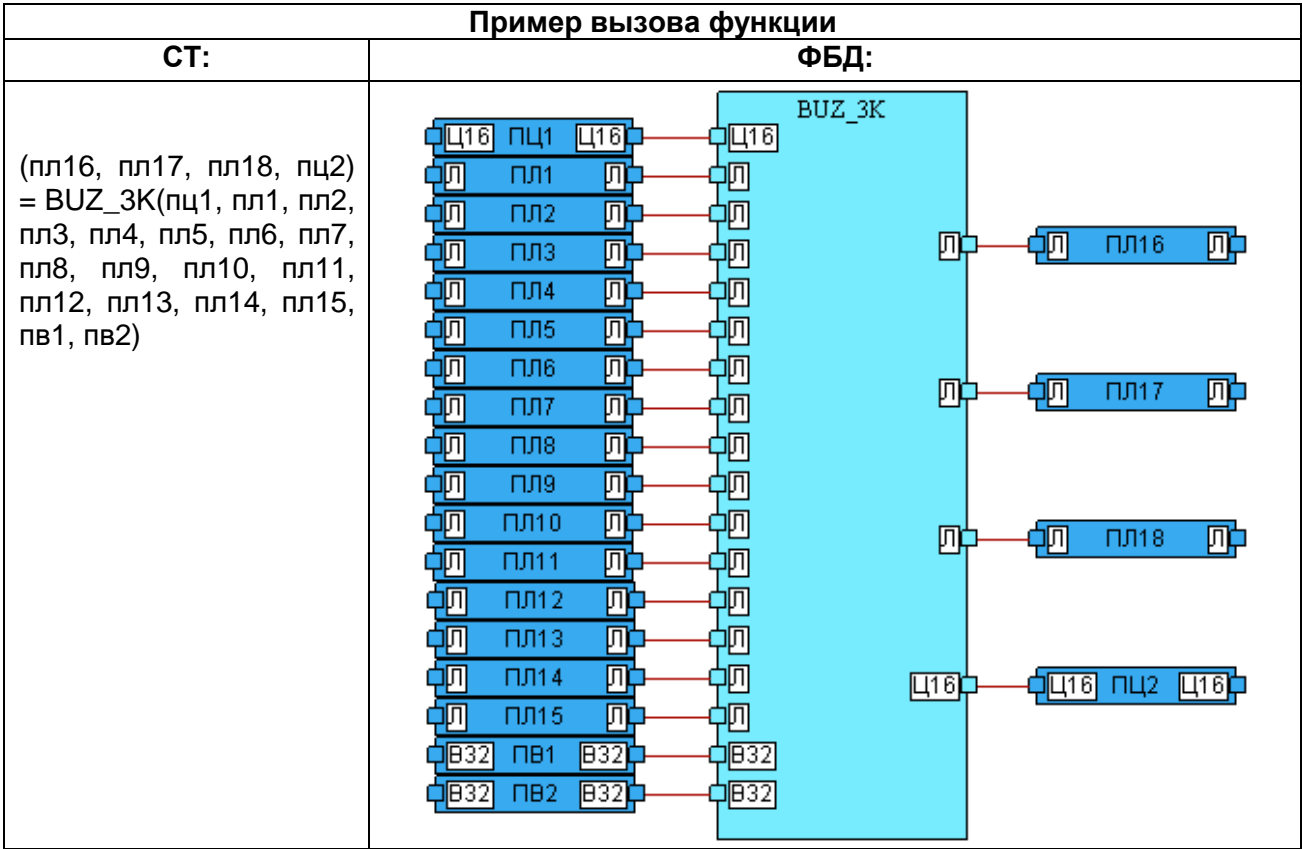 Пример вызова функции
СТ:
ФБД:
(пл16, пл17, пл18, пц2)
= BUZ_3K(пц1, пл1, пл2,
пл3, пл4, пл5, пл6, пл7,
пл8, пл9, пл10, пл11,
пл12, пл13, пл14, пл15,
пв1, пв2)
BUZ_3K
Ц16 ПЦ1 Ц16 Ц16
Л ПЛ1 Л Л
Л ПЛ2 Л Л
Л ПЛ3 Л Л
Л ПЛ4 Л Л
Л ПЛ5 Л Л
Л ПЛ6 Л Л
Л ПЛ7 Л Л
Л ПЛ8 Л Л
Л ПЛ9 Л Л
Л ПЛ10 Л Л
Л ПЛ11 Л Л
Л ПЛ12 Л Л
Л ПЛ13 Л Л
Л ПЛ14 Л Л
Л ПЛ15 Л Л
В32 ПВ1 В32 В32
В32 ПВ2 В32 В32
Л Л ПЛ16 Л
Л Л ПЛ17 Л
Л Л ПЛ18 Л
Ц16 Ц16 ПЦ2 Ц16